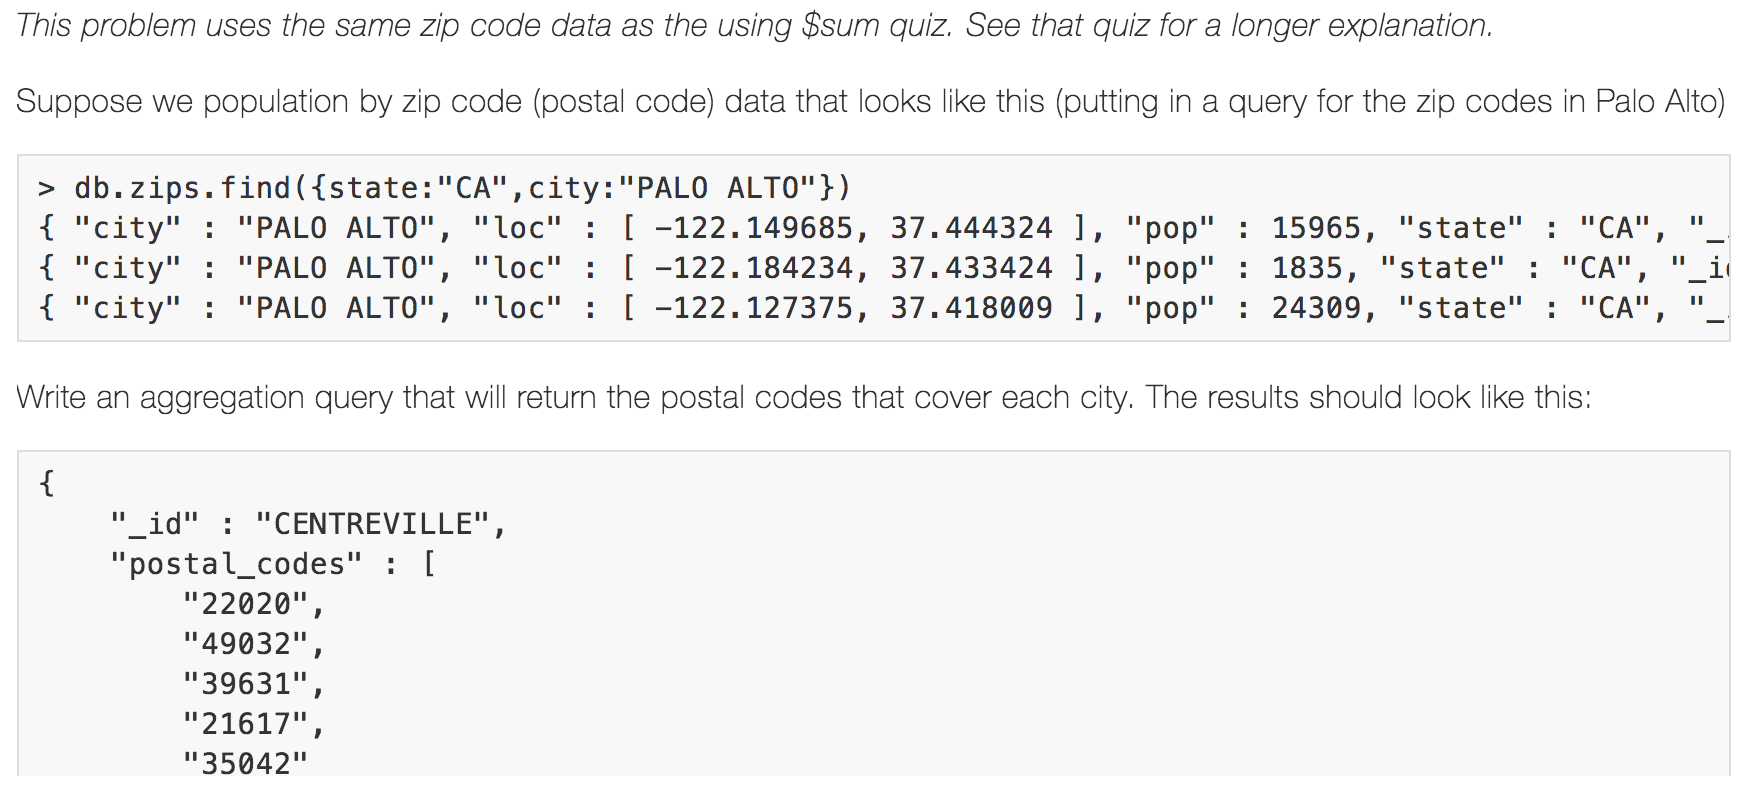 This problem uses the same zip code data as the using $sum quiz. See that quiz for a longer explanation.
Suppose we population by zip code (postal code) data that looks like this (putting in a query for the zip codes in Palo Alto)
> db.zips.find({state:"CA",city:"PALO ALTO"})
{ "city" : "PALO ALTO", "loc" : [ -122.149685, 37.444324 ], "pop" : 15965, "state" : "CA", "_
{ "city" : "PALO ALTO", "loc" : [ -122.184234, 37.433424 ], "pop" : 1835, "state" : "CA", "_i
{ "city" : "PALO ALTO", "loc" : [ -122.127375, 37.418009 ], "pop" : 24309, "state" : "CA", "_
Write an aggregation query that will return the postal codes that cover each city. The results should look like this:
{
"_id" : "CENTREVILLE",
"postal_codes" : [
"22020",
"49032",
"39631",
"21617",
"35042"